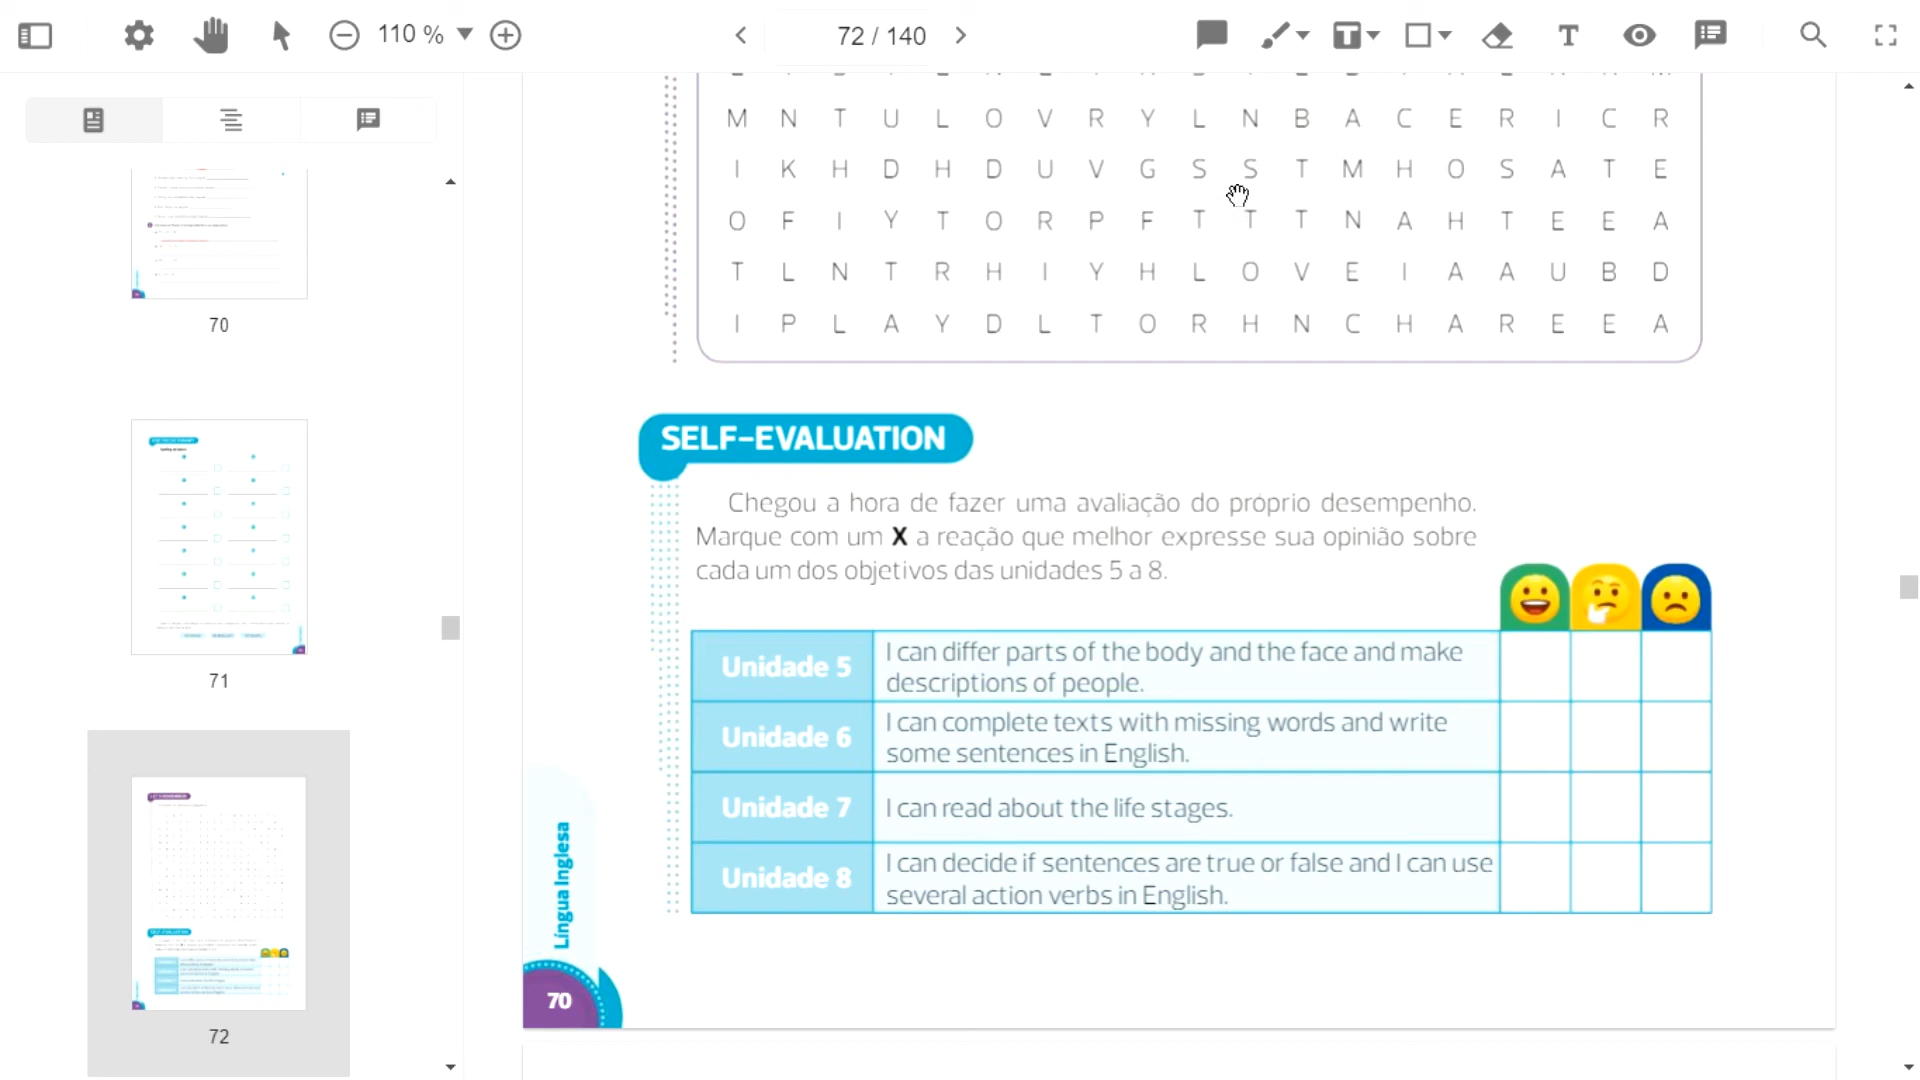 110 %
72 / 140
M N T U L O V R Y L N B A C E R I C R
I K H D H D U V G S S T M H O S A T E
O F I Y T O R P F T T T N A H T E E A
T L N T R H I Y H L O V E I A A U B D
I P L A Y D L T O R H N C H A R E E A
70
71
72
SELF-EVALUATION
Chegou a hora de fazer uma avaliação do próprio desempenho.
Marque com um X a reação que melhor expresse sua opinião sobre
cada um dos objetivos das unidades 5 a 8.
Unidade 5
I can differ parts of the body and the face and make
descriptions of people.
Unidade 6
I can complete texts with missing words and write
some sentences in English.
Unidade 7
I can read about the life stages.
Unidade 8
I can decide if sentences are true or false and I can use
several action verbs in English.
Língua Inglesa
70